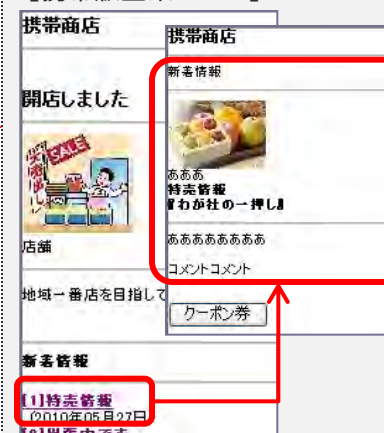 携帯商店
開店しました
SALE
店舗
地域一番店を目指して
新着情報
[1]特売情報
(2010年05月27日
携帯商店
新着情報
あああ
特売情報
『わが社の一押し』
ああああああああ
コメントコメント
クーポン券